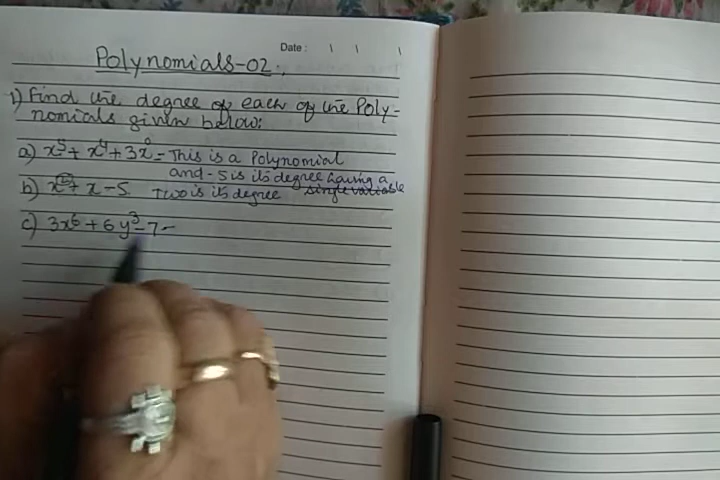 Date :
Polynomials-02.
1) Find the degree of each of the Poly-
nomials given below:
a) x⁵ + x⁴ + 3x⁰ - This is a Polynomial
and - 5 is its degree having a
single variable
b) x² + x - 5. Two is its degree
c) 3x⁶ + 6y³ - 7 -